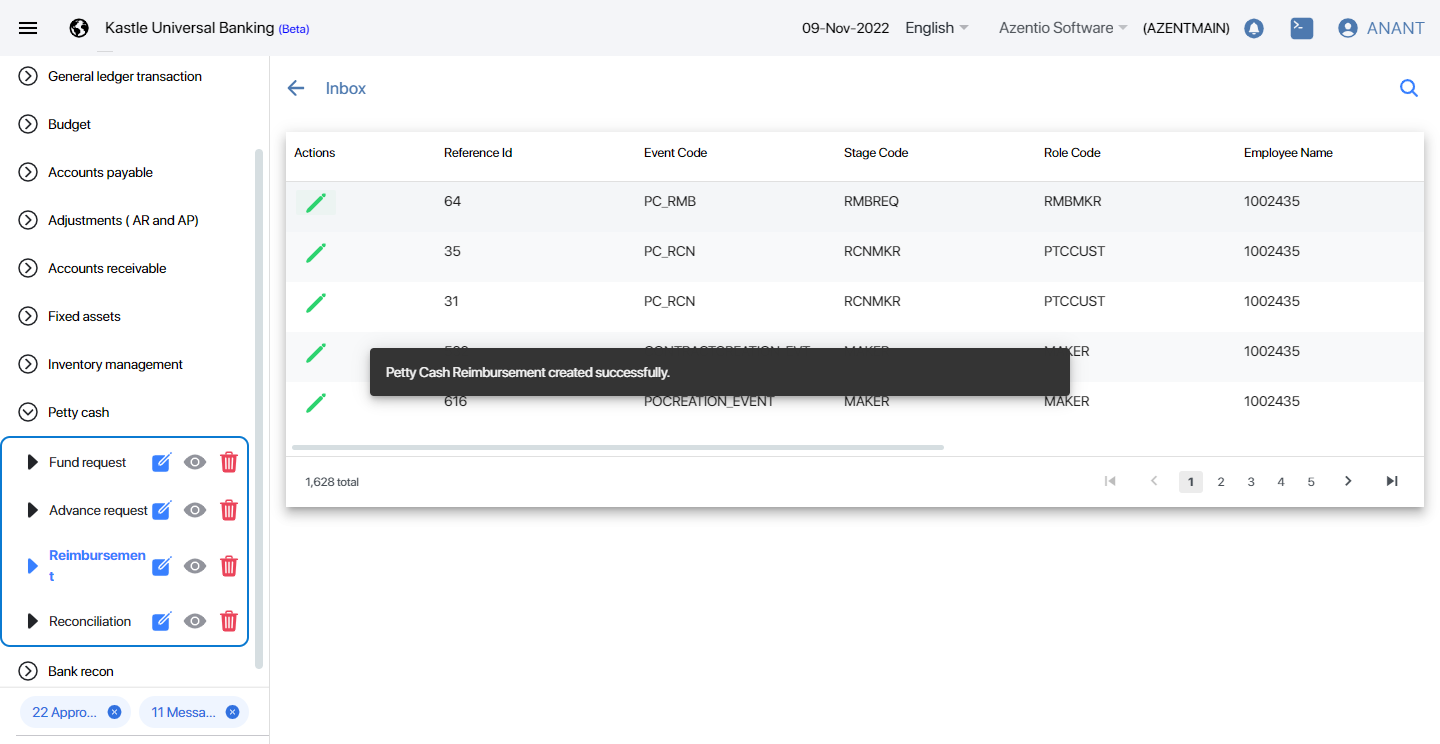 Kastle Universal Banking (Beta)
09-Nov-2022
English
Azentio Software
(AZENTMAIN)
ANANT
General ledger transaction
Budget
Accounts payable
Adjustments ( AR and AP)
Accounts receivable
Fixed assets
Inventory management
Petty cash
Fund request
Advance request
Reimbursemen
t
Reconciliation
Bank recon
22 Appro...
11 Messa...
Inbox
Actions Reference Id Event Code Stage Code Role Code Employee Name
64 PC_RMB RMBREQ RMBMKR 1002435
35 PC_RCN RCNMKR PTCCUST 1002435
31 PC_RCN RCNMKR PTCCUST 1002435
MAKER MAKER 1002435
Petty Cash Reimbursement created successfully.
616 POCREATION_EVENT MAKER MAKER 1002435
1,628 total
1 2 3 4 5